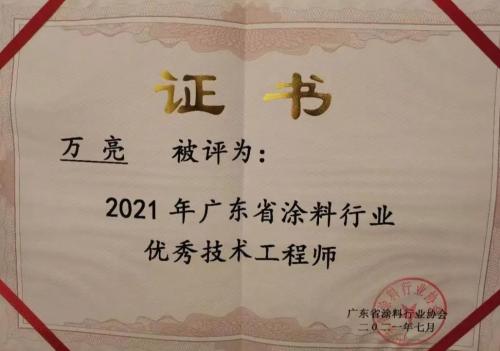 证书
万亮 被评为：
2021年广东省涂料行业
优秀技术工程师
广东省涂料行业协会
二〇二一年七月